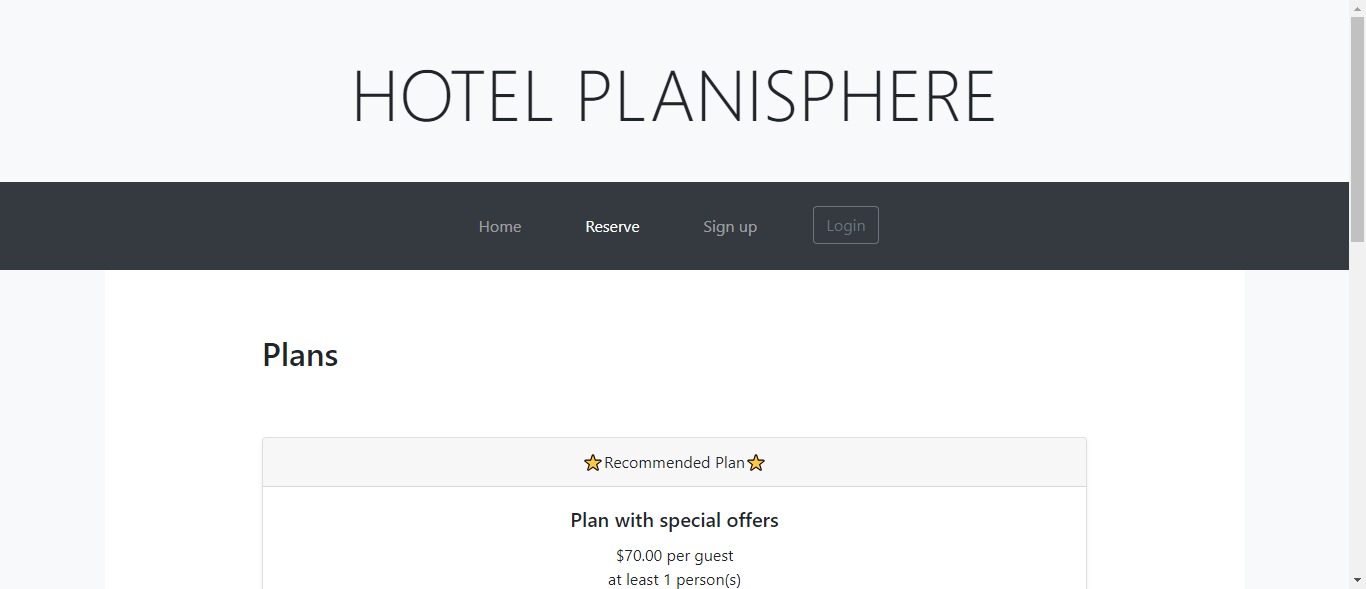 HOTEL PLANISPHERE
Home Reserve Sign up Login
Plans
⭐Recommended Plan⭐
Plan with special offers
$70.00 per guest
at least 1 person(s)